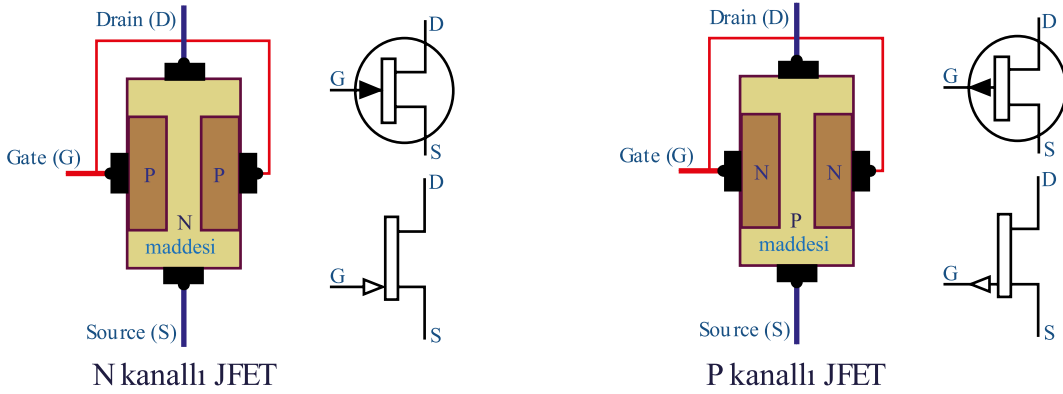 Drain (D)
D
G
S
Gate (G)
P
P
N
maddesi
D
G
S
Source (S)
N kanallı JFET
Drain (D)
D
G
S
Gate (G)
N
N
P
maddesi
D
G
S
Source (S)
P kanallı JFET